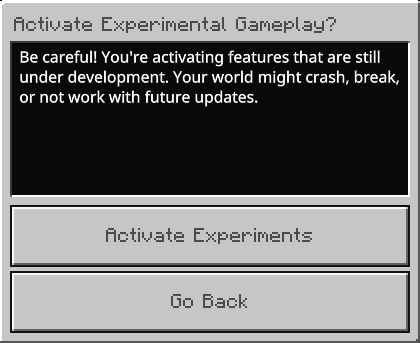 Activate Experimental Gameplay?
Be careful! You're activating features that are still
under development. Your world might crash, break,
or not work with future updates.
Activate Experiments
Go Back